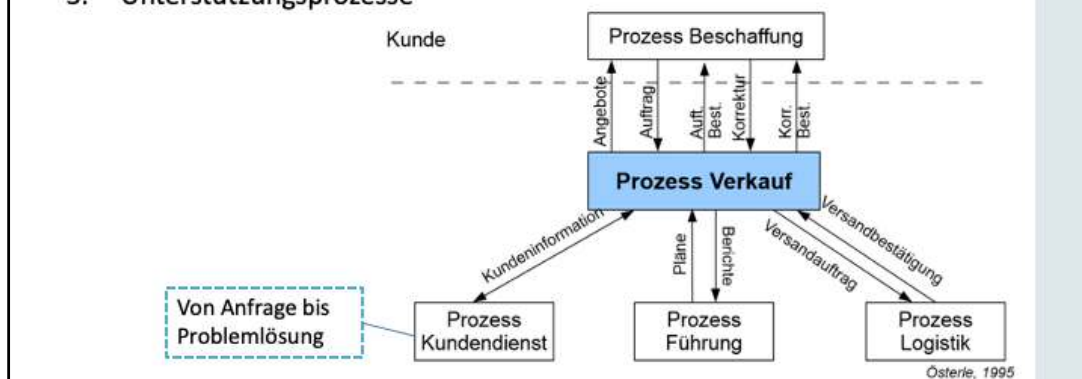 3. Unterstützungsprozesse
Kunde
Prozess Beschaffung
Angebote
Auftrag
Auft.
Best.
Korrektur
Korr.
Best.
Prozess Verkauf
Kundeninformation
Pläne
Berichte
Versandauftrag
Versandbestätigung
Von Anfrage bis
Problemlösung
Prozess
Kundendienst
Prozess
Führung
Prozess
Logistik
Österle, 1995